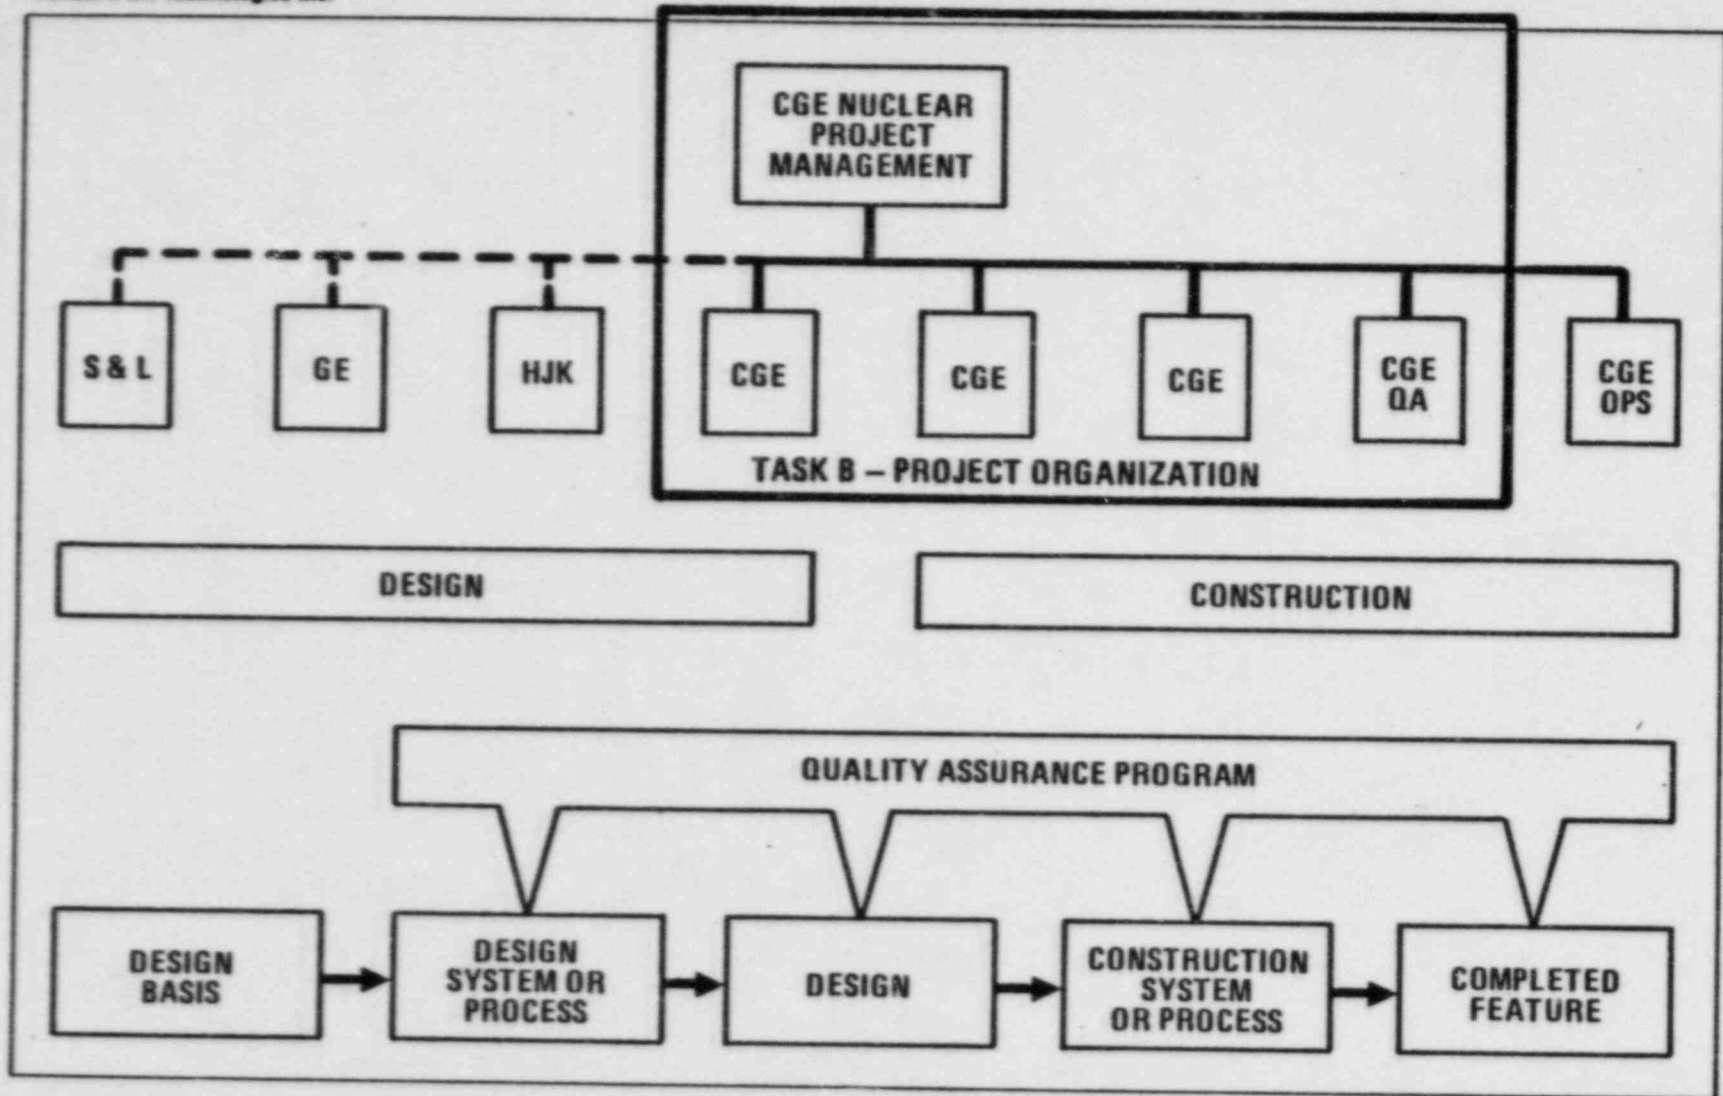 CGE NUCLEAR
PROJECT
MANAGEMENT
S & L
GE
HJK
CGE
CGE
CGE
CGE
QA
CGE
OPS
TASK B – PROJECT ORGANIZATION
DESIGN
CONSTRUCTION
QUALITY ASSURANCE PROGRAM
DESIGN
BASIS
DESIGN
SYSTEM OR
PROCESS
DESIGN
CONSTRUCTION
SYSTEM
OR PROCESS
COMPLETED
FEATURE